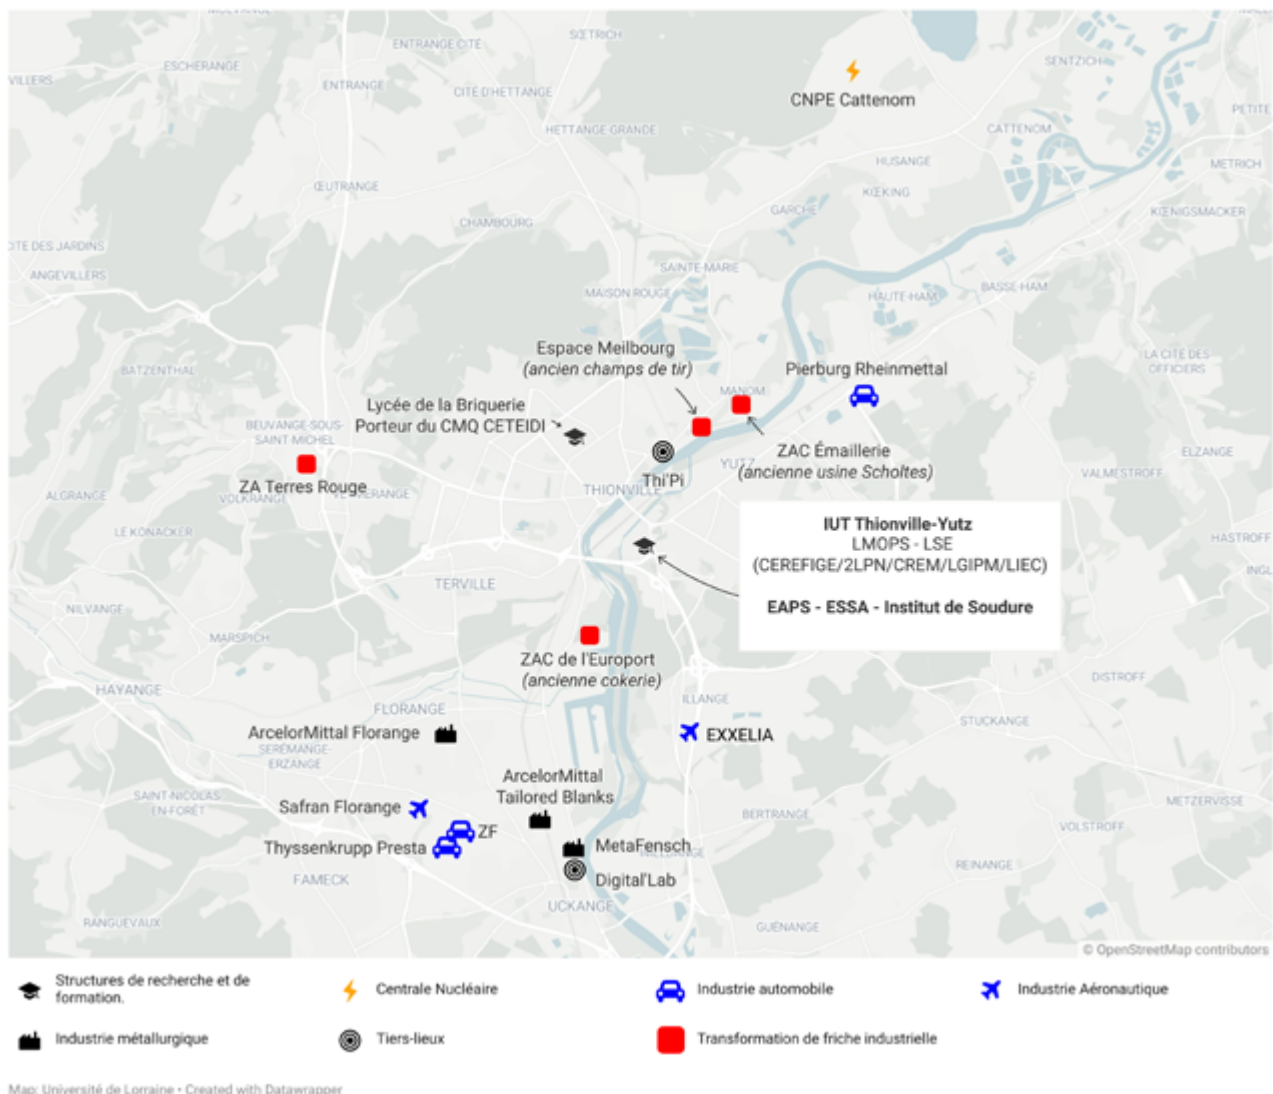 SŒTRICH
ENTRANGE CITÉ
ESCHERANGE
VILLERS
ENTRANGE
CITÉ D'HETTANGE
SENTZICH
CNPE Cattenom
PETITE
HETTANGE GRANDE
CATTENOM
HUSANGE
METRICH
ŒUTRANGE
KŒKING
GARCHE
KŒNIGSMACKER
CHAMBOURG
ITE DES JARDINS
ANGEVILLERS
SAINTE-MARIE
MAISON ROUGE
BASSE-HAM
HAUTE-HAM
Espace Meilbourg
(ancien champs de tir)
LA CITÉ DES
OFFICIERS
BATZENTHAL
Pierburg Rheinmettal
MANOM
Lycée de la Briquerie
Porteur du CMQ CETEIDI
BEUVANGE-SOUS-
SAINT MICHEL
ZAC Émaillerie
(ancienne usine Scholtes)
YUTZ
ELZANGE
VALMESTROFF
Thi'Pi
THIONVILLE
ZA Terres Rouge
ALGRANGE
VOLKRANGE
LE KONACKER
IUT Thionville-Yutz
LMOPS - LSE
(CEREFIGE/2LPN/CREM/LGIPM/LIEC)
EAPS - ESSA - Institut de Soudure
HASTROFF
INGL
TERVILLE
NILVANGE
MARSPICH
ZAC de l'Europort
(ancienne cokerie)
DISTROFF
HAYANGE
ILLANGE
FLORANGE
STUCKANGE
ArcelorMittal Florange
EXXELIA
SERÉMANGE-
ERZANGE
ArcelorMittal
Tailored Blanks
SAINT-NICOLAS-
EN-FORÊT
METZERVISSE
Safran Florange
BERTRANGE
VOLSTROFF
ZF
Thyssenkrupp Presta
MetaFensch
REINANGE
FAMECK
Digital'Lab
UCKANGE
RANGUEVAUX
GUÉNANGE
© OpenStreetMap contributors
Structures de recherche et de
formation.
Centrale Nucléaire
Industrie automobile
Industrie Aéronautique
Industrie métallurgique
Tiers-lieux
Transformation de friche industrielle
Map: Université de Lorraine • Created with Datawrapper